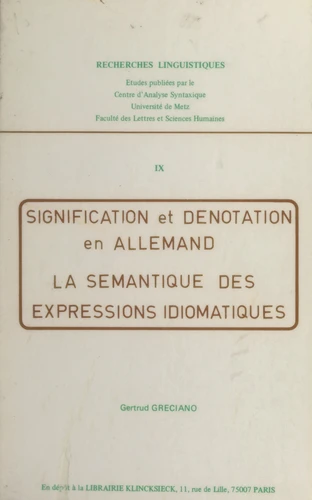 RECHERCHES LINGUISTIQUES
Etudes publiées par le
Centre d'Analyse Syntaxique
Université de Metz
Faculté des Lettres et Sciences Humaines
IX
SIGNIFICATION et DENOTATION
en ALLEMAND
LA SEMANTIQUE DES
EXPRESSIONS IDIOMATIQUES
Gertrud GRECIANO
En dépôt à la LIBRAIRIE KLINCKSIECK, 11, rue de Lille, 75007 PARIS